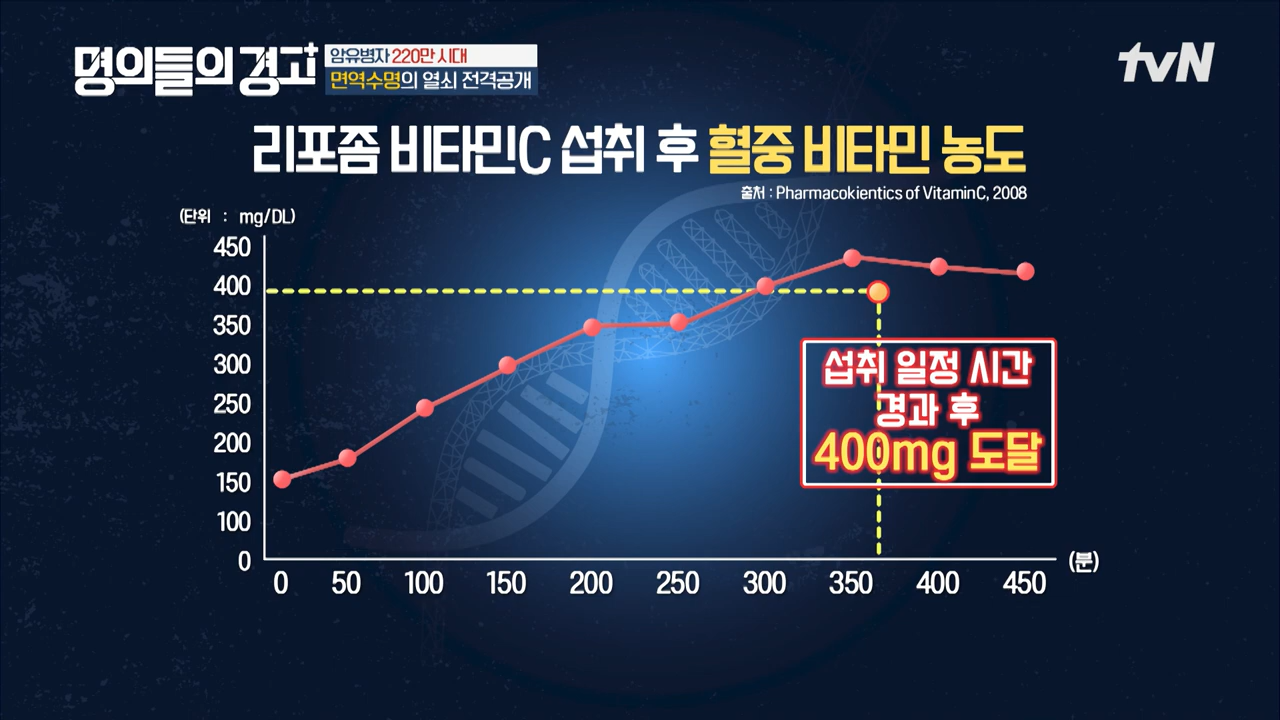 명의들의 경고+
암유병자 220만 시대
면역수명의 열쇠 전격공개
tvN
리포좀 비타민C 섭취 후 혈중 비타민 농도
출처 : Pharmacokientics of VitaminC, 2008
(단위 : mg/DL)
450
400
350
300
250
200
150
100
0
섭취 일정 시간
경과 후
400mg 도달
0 50 100 150 200 250 300 350 400 450 (분)